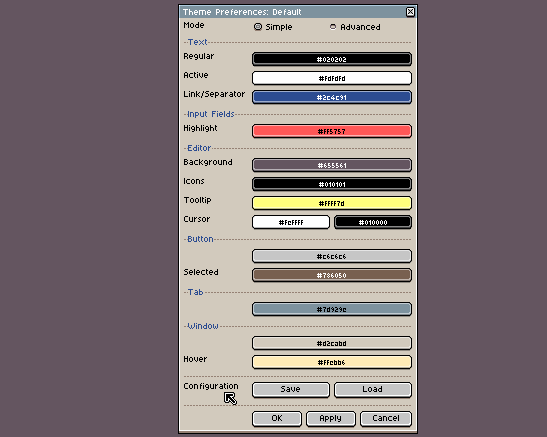 Theme Preferences: Default
Mode Simple Advanced
Text
Regular #020202
Active #fdfdfd
Link/Separator #2c4c91
Input Fields
Highlight #ff5757
Editor
Background #655561
Icons #010101
Tooltip #ffff7d
Cursor #feffff #010000
Button
#c6c6c6
Selected #786050
Tab
#7d929e
Window
#d2cabd
Hover #ffebb6
Configuration Save Load
OK Apply Cancel